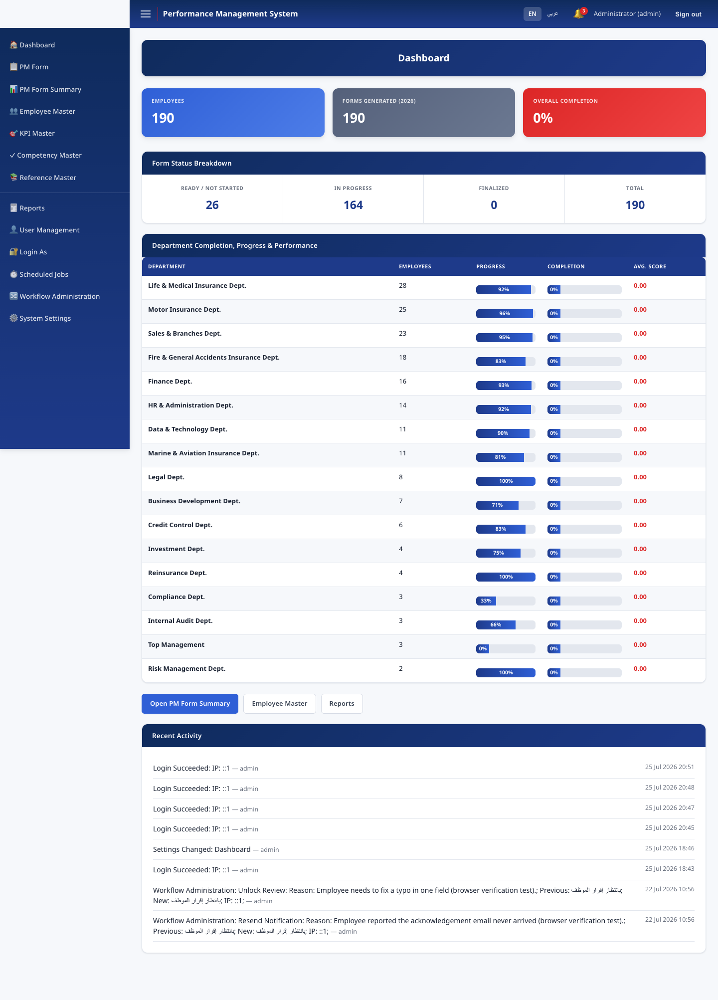 Performance Management System
EN
عربي
3
Administrator (admin)
Sign out
Dashboard
PM Form
PM Form Summary
Employee Master
KPI Master
Competency Master
Reference Master
Reports
User Management
Login As
Scheduled Jobs
Workflow Administration
System Settings
Dashboard
EMPLOYEES
190
FORMS GENERATED (2026)
190
OVERALL COMPLETION
0%
Form Status Breakdown
READY / NOT STARTED
26
IN PROGRESS
164
FINALIZED
0
TOTAL
190
Department Completion, Progress & Performance
DEPARTMENT EMPLOYEES PROGRESS COMPLETION AVG. SCORE
Life & Medical Insurance Dept. 28 92% 0% 0.00
Motor Insurance Dept. 25 96% 0% 0.00
Sales & Branches Dept. 23 95% 0% 0.00
Fire & General Accidents Insurance Dept. 18 83% 0% 0.00
Finance Dept. 16 93% 0% 0.00
HR & Administration Dept. 14 92% 0% 0.00
Data & Technology Dept. 11 90% 0% 0.00
Marine & Aviation Insurance Dept. 11 81% 0% 0.00
Legal Dept. 8 100% 0% 0.00
Business Development Dept. 7 71% 0% 0.00
Credit Control Dept. 6 83% 0% 0.00
Investment Dept. 4 75% 0% 0.00
Reinsurance Dept. 4 100% 0% 0.00
Compliance Dept. 3 33% 0% 0.00
Internal Audit Dept. 3 66% 0% 0.00
Top Management 3 0% 0% 0.00
Risk Management Dept. 2 100% 0% 0.00
Open PM Form Summary
Employee Master
Reports
Recent Activity
Login Succeeded: IP: ::1 — admin 25 Jul 2026 20:51
Login Succeeded: IP: ::1 — admin 25 Jul 2026 20:48
Login Succeeded: IP: ::1 — admin 25 Jul 2026 20:47
Login Succeeded: IP: ::1 — admin 25 Jul 2026 20:45
Settings Changed: Dashboard — admin 25 Jul 2026 18:46
Login Succeeded: IP: ::1 — admin 25 Jul 2026 18:43
Workflow Administration: Unlock Review: Reason: Employee needs to fix a typo in one field (browser verification test).; Previous: بانتظار إقرار الموظف; 22 Jul 2026 10:56
New: بانتظار إقرار الموظف; IP: ::1; — admin
Workflow Administration: Resend Notification: Reason: Employee reported the acknowledgement email never arrived (browser verification test).; 22 Jul 2026 10:56
Previous: بانتظار إقرار الموظف; New: بانتظار إقرار الموظف; IP: ::1; — admin